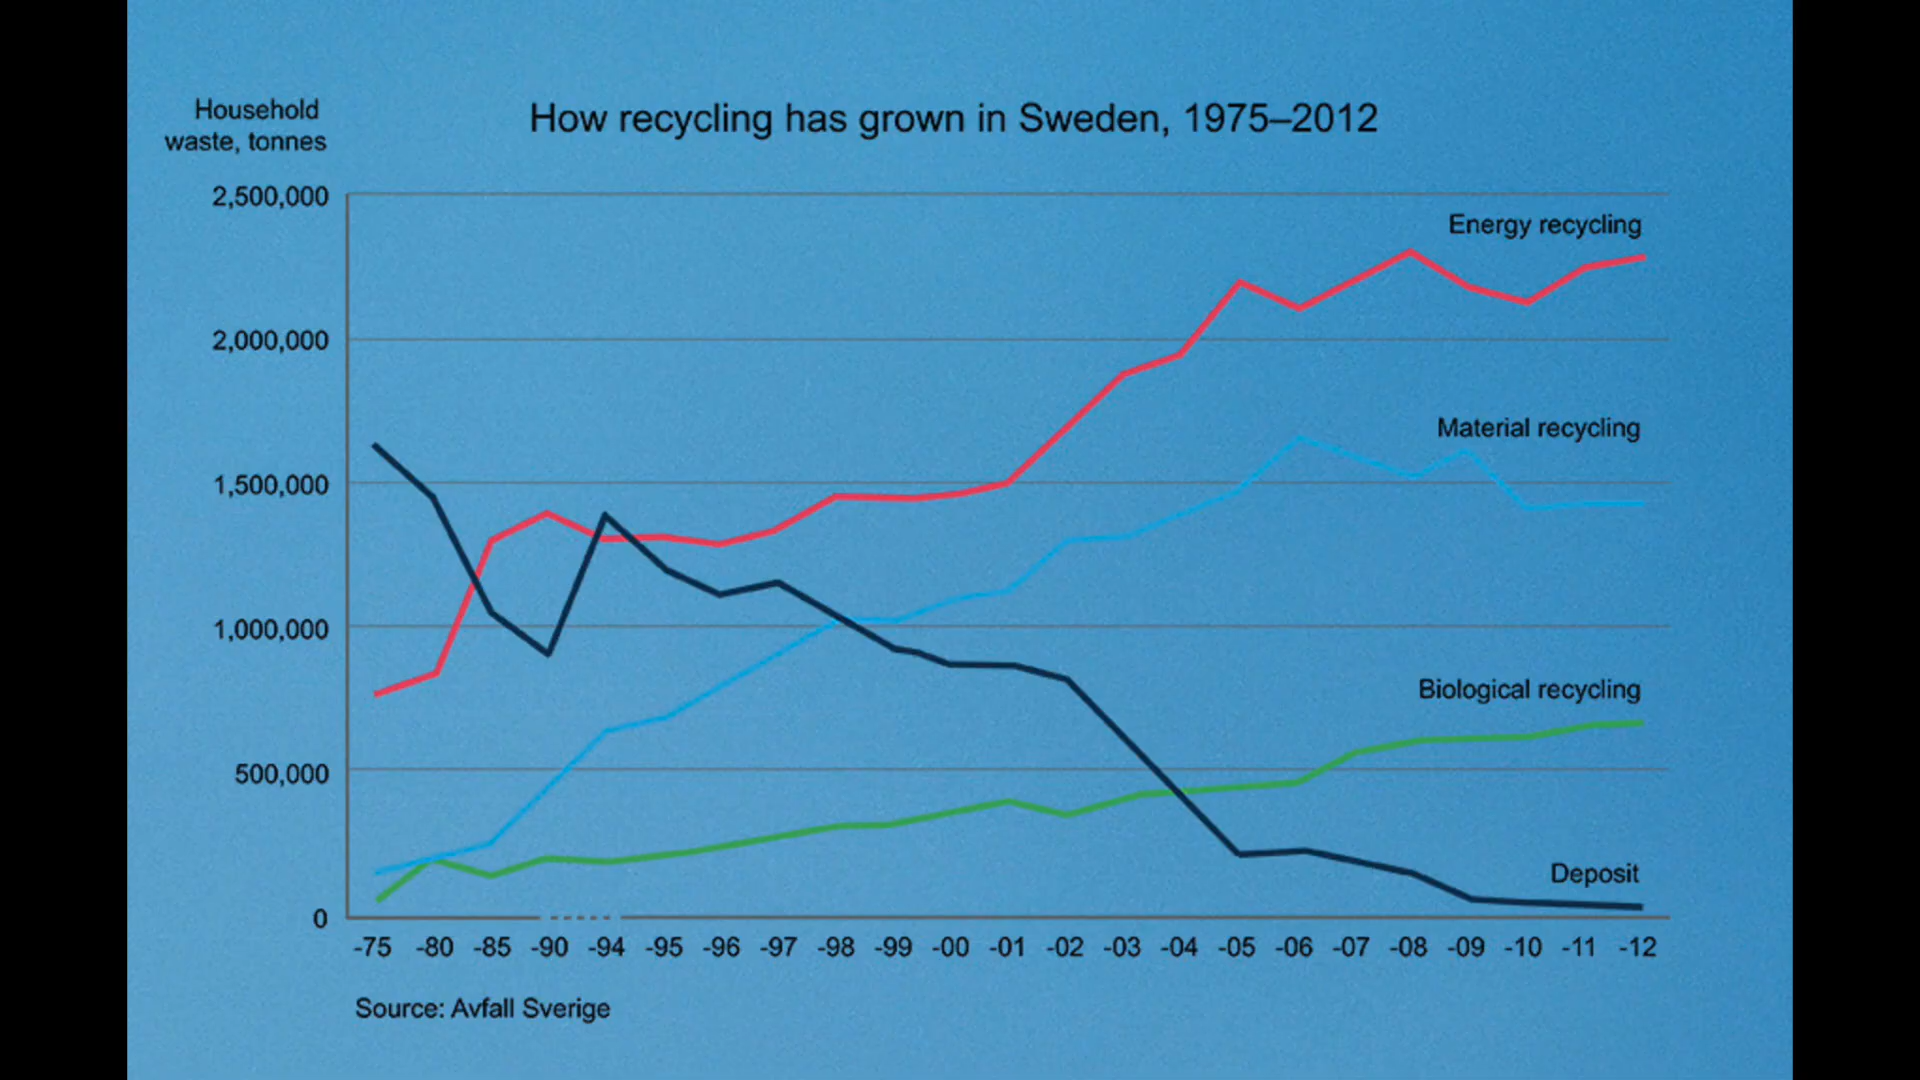 Household
waste, tonnes
How recycling has grown in Sweden, 1975–2012
2,500,000
Energy recycling
2,000,000
Material recycling
1,500,000
1,000,000
Biological recycling
500,000
Deposit
0
-75 -80 -85 -90 -94 -95 -96 -97 -98 -99 -00 -01 -02 -03 -04 -05 -06 -07 -08 -09 -10 -11 -12
Source: Avfall Sverige